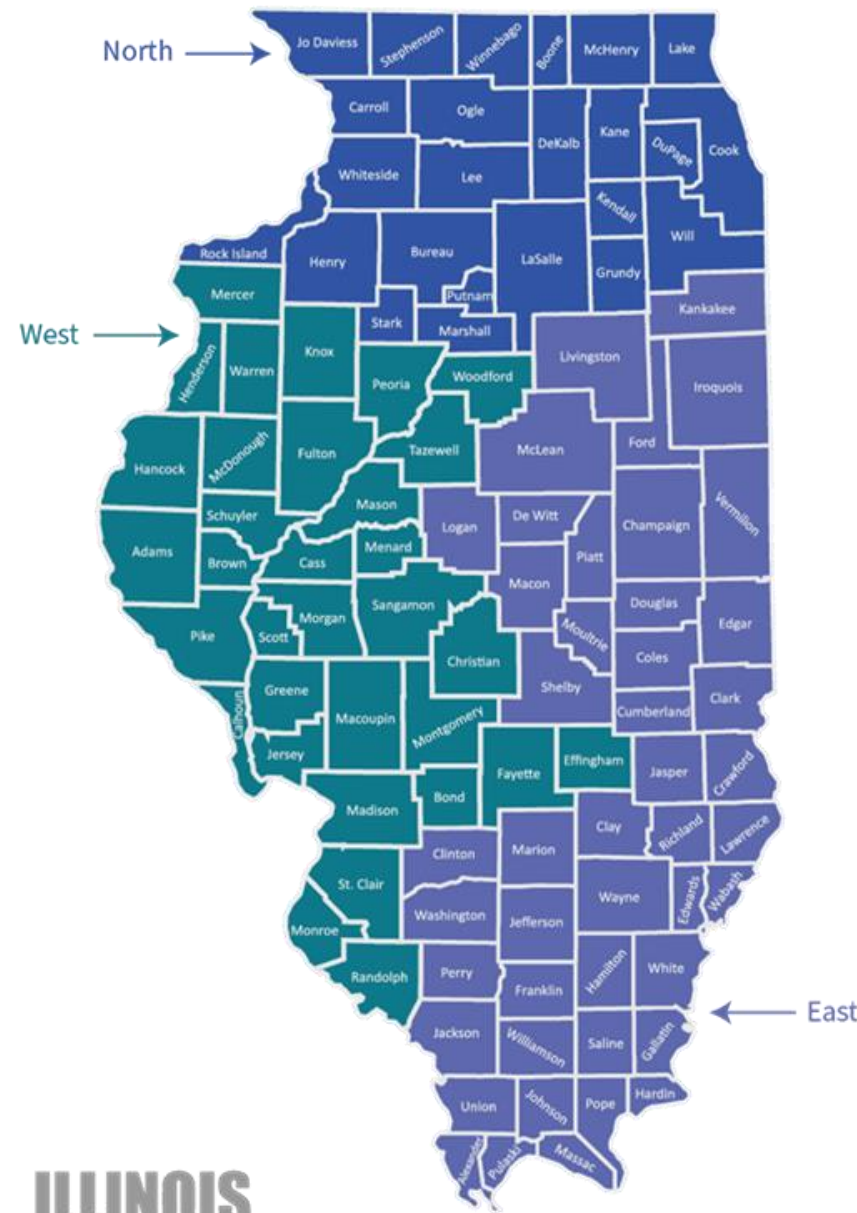 North
Jo Daviess
Stephenson
Winnebago
Boone
McHenry
Lake
Carroll
Ogle
DeKalb
Kane
DuPage
Cook
Whiteside
Lee
Kendall
Will
Rock Island
Henry
Bureau
LaSalle
Grundy
Putnam
Mercer
Stark
Marshall
Kankakee
West
Henderson
Warren
Knox
Peoria
Woodford
Livingston
Iroquois
Hancock
McDonough
Fulton
Tazewell
McLean
Ford
Schuyler
Mason
Logan
De Witt
Champaign
Vermilion
Adams
Brown
Cass
Menard
Piatt
Macon
Pike
Scott
Morgan
Sangamon
Douglas
Edgar
Moultrie
Christian
Coles
Shelby
Greene
Calhoun
Macoupin
Montgomery
Cumberland
Clark
Jersey
Fayette
Effingham
Jasper
Crawford
Madison
Bond
Clay
Richland
Lawrence
Clinton
Marion
St. Clair
Wayne
Edwards
Wabash
Washington
Jefferson
Monroe
Randolph
Perry
Franklin
Hamilton
White
East
Jackson
Williamson
Saline
Gallatin
Union
Johnson
Pope
Hardin
Alexander
Pulaski
Massac
ILLINOIS